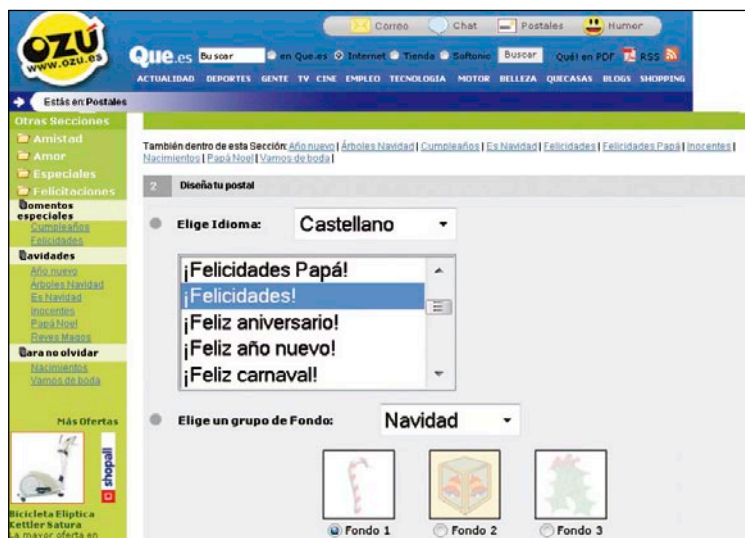 Correo Chat Postales Humor
OZÚ
www.ozu.es
Que.es Buscar en Que.es Internet Tienda Softonic Buscar Qué! en PDF RSS
ACTUALIDAD DEPORTES GENTE TV CINE EMPLEO TECNOLOGIA MOTOR BELLEZA QUECASAS BLOGS SHOPPING
Estás en: Postales
Otras Secciones
Amistad
Amor
Especiales
Felicitaciones
Momentos
especiales
Cumpleaños
Felicidades
Navidades
Año nuevo
Árboles Navidad
Es Navidad
Inocentes
Papá Noel
Reyes Magos
Para no olvidar
Nacimientos
Vamos de boda
Más Ofertas
shopall
Bicicleta Elíptica
Kettler Satura
La mayor oferta en
También dentro de esta Sección: Año nuevo | Árboles Navidad | Cumpleaños | Es Navidad | Felicidades | Felicidades Papá | Inocentes |
Nacimientos | Papá Noel | Vamos de boda |
2 Diseña tu postal
Elige Idioma: Castellano
¡Felicidades Papá!
¡Felicidades!
¡Feliz aniversario!
¡Feliz año nuevo!
¡Feliz carnaval!
Elige un grupo de Fondo: Navidad
Fondo 1 Fondo 2 Fondo 3